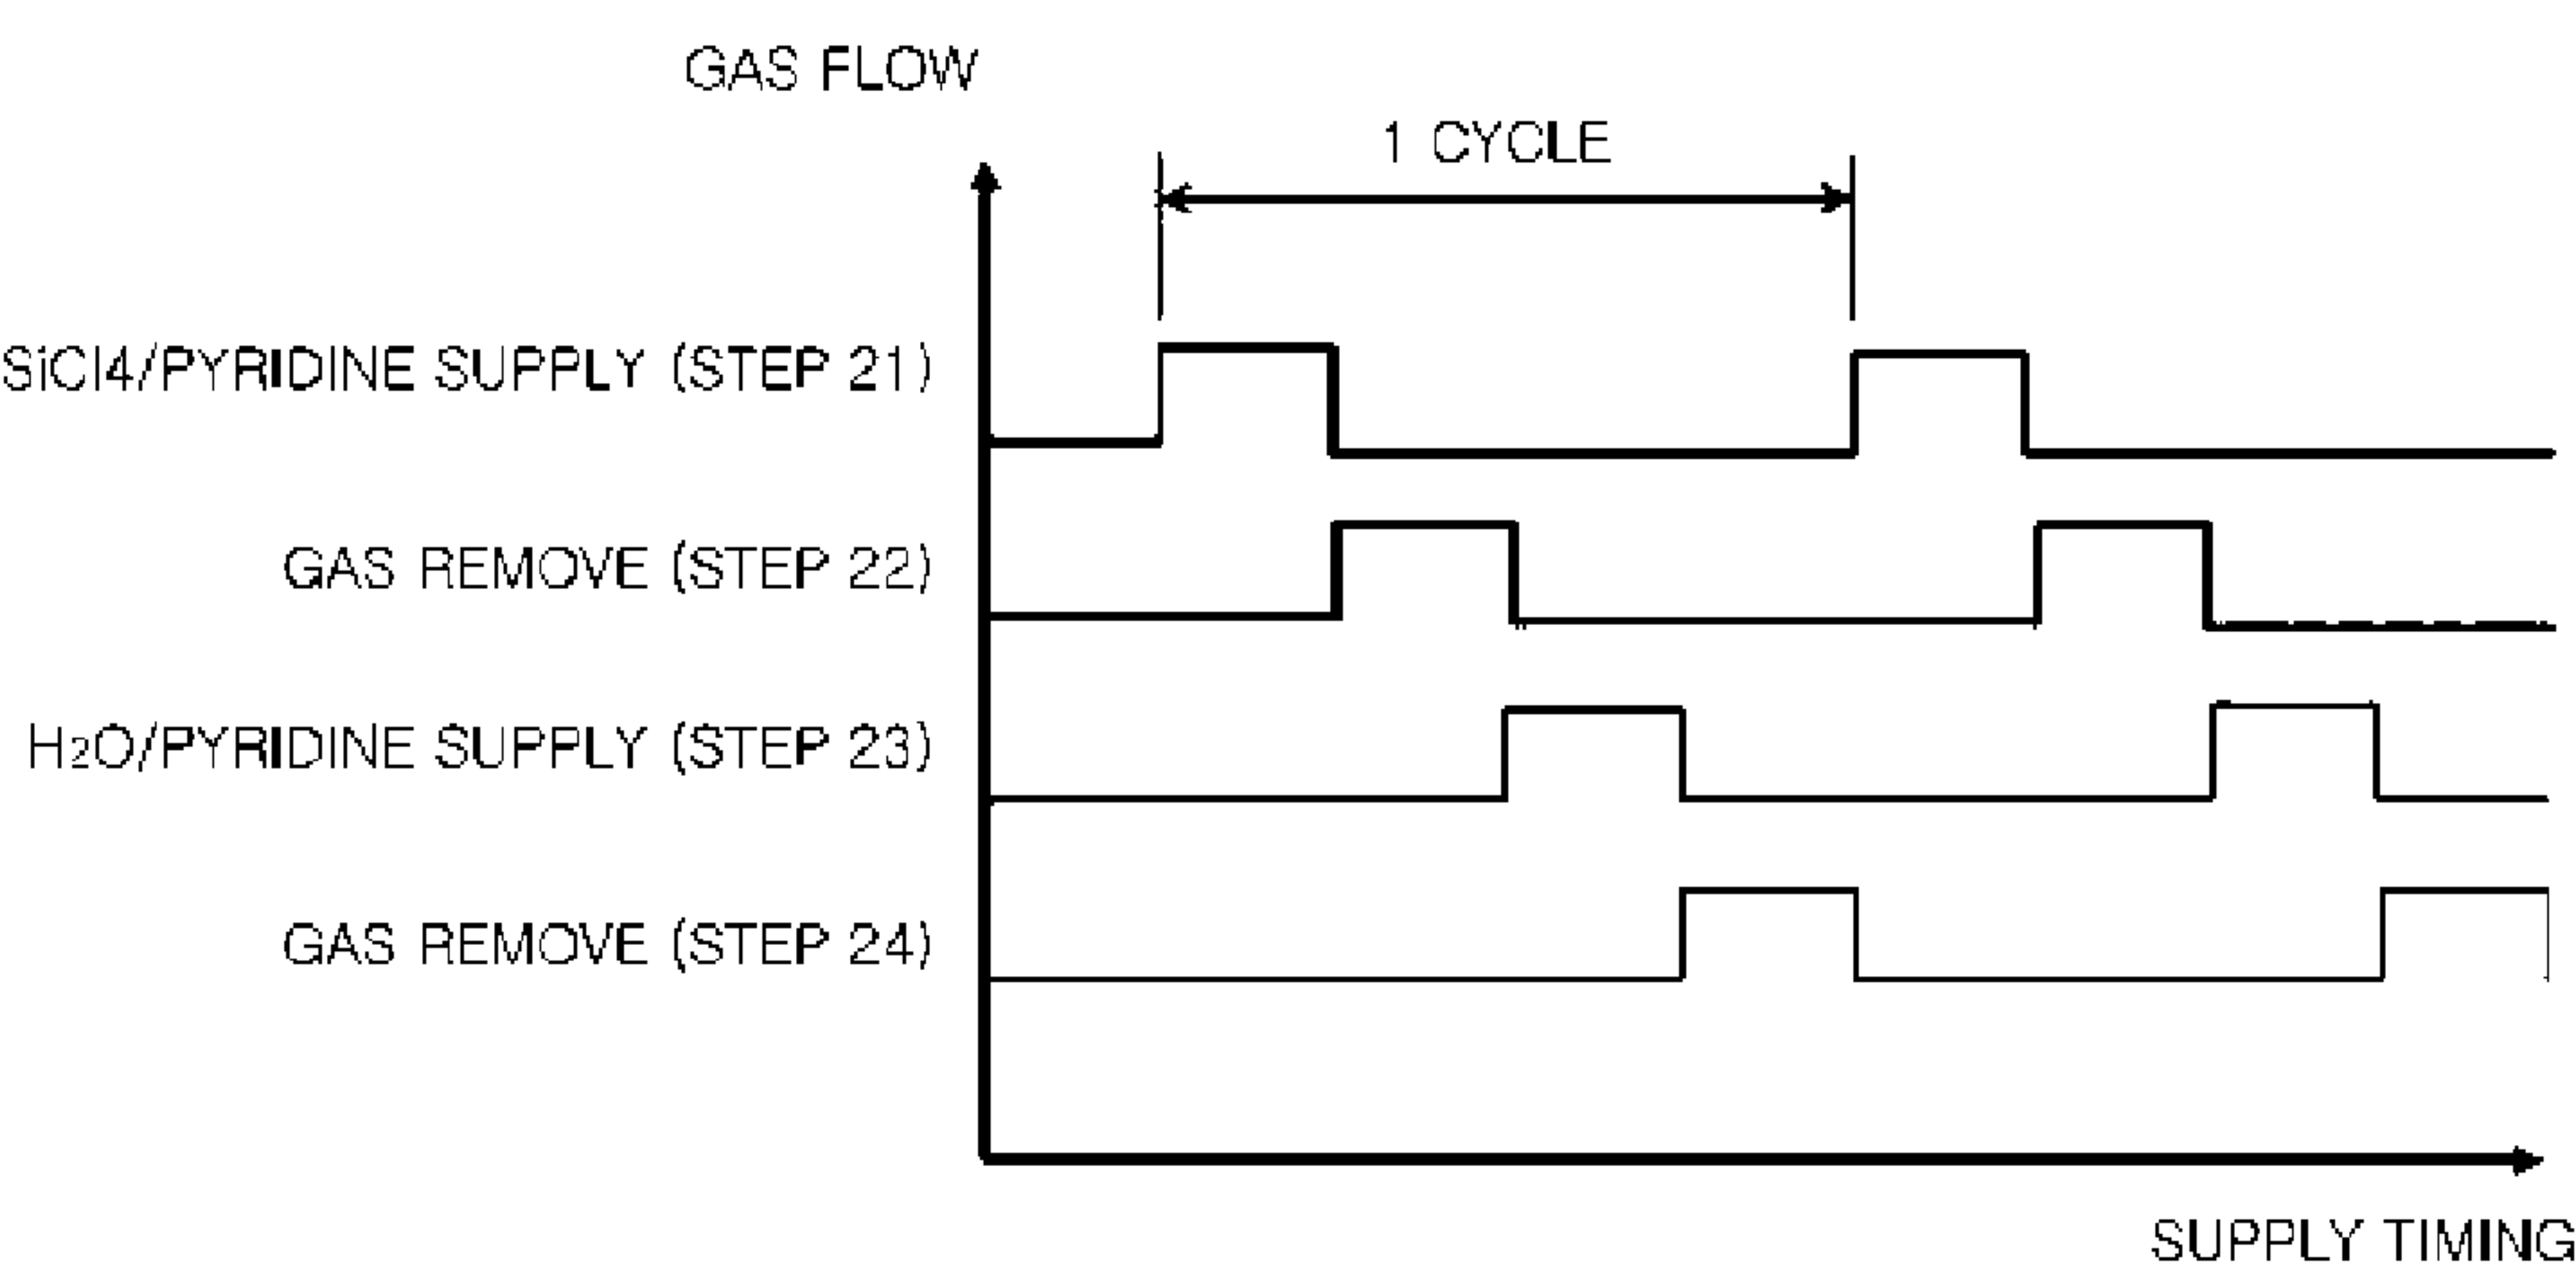 GAS FLOW
1 CYCLE
SiCl4/PYRIDINE SUPPLY (STEP 21)
GAS REMOVE (STEP 22)
H₂O/PYRIDINE SUPPLY (STEP 23)
GAS REMOVE (STEP 24)
SUPPLY TIMING